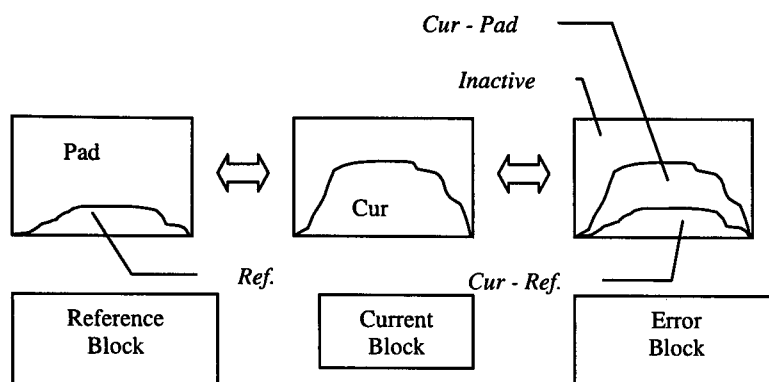 Cur - Pad
Inactive
Pad
Cur
Ref.
Cur - Ref.
Reference
Block
Current
Block
Error
Block